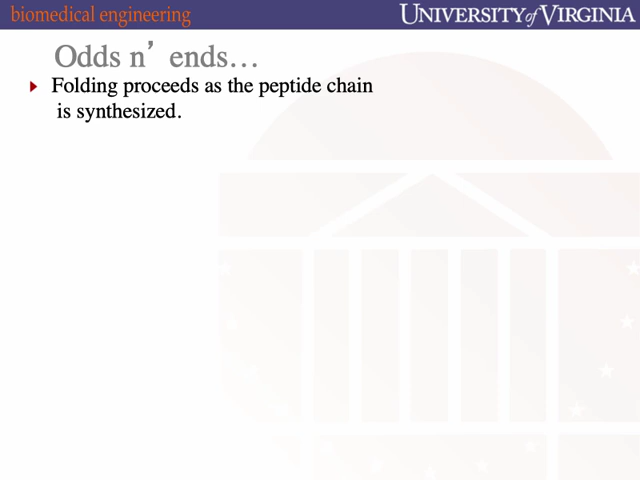 biomedical engineering
UNIVERSITY of VIRGINIA
Odds n’ ends…
Folding proceeds as the peptide chain
is synthesized.